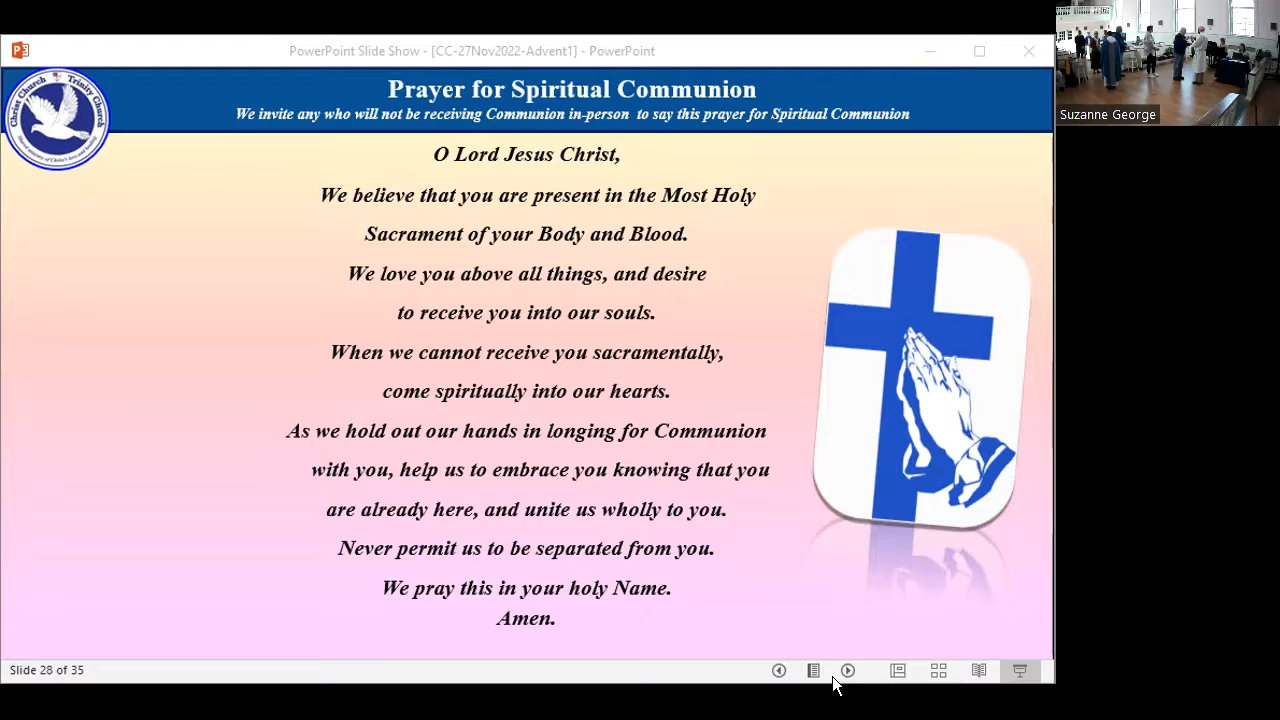 PowerPoint Slide Show - [CC-27Nov2022-Advent1] - PowerPoint
Christ Church Trinity Church
Prayer for Spiritual Communion
We invite any who will not be receiving Communion in-person to say this prayer for Spiritual Communion
O Lord Jesus Christ,
We believe that you are present in the Most Holy
Sacrament of your Body and Blood.
We love you above all things, and desire
to receive you into our souls.
When we cannot receive you sacramentally,
come spiritually into our hearts.
As we hold out our hands in longing for Communion
with you, help us to embrace you knowing that you
are already here, and unite us wholly to you.
Never permit us to be separated from you.
We pray this in your holy Name.
Amen.
Slide 28 of 35
Suzanne George